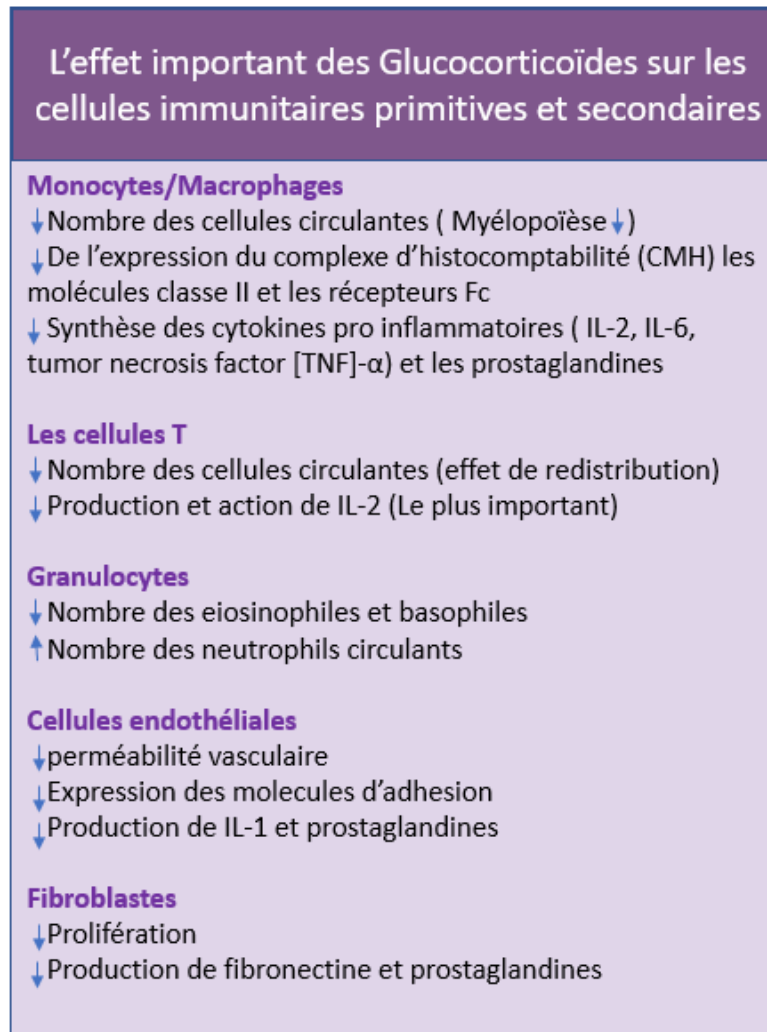 L’effet important des Glucocorticoïdes sur les
cellules immunitaires primitives et secondaires
Monocytes/Macrophages
↓Nombre des cellules circulantes ( Myélopoïèse↓)
↓De l’expression du complexe d’histocomptabilité (CMH) les
molécules classe II et les récepteurs Fc
↓ Synthèse des cytokines pro inflammatoires ( IL-2, IL-6,
tumor necrosis factor [TNF]-α) et les prostaglandines
Les cellules T
↓Nombre des cellules circulantes (effet de redistribution)
↓Production et action de IL-2 (Le plus important)
Granulocytes
↓Nombre des eiosinophiles et basophiles
↑Nombre des neutrophils circulants
Cellules endothéliales
↓perméabilité vasculaire
↓Expression des molecules d’adhesion
↓Production de IL-1 et prostaglandines
Fibroblastes
↓Prolifération
↓Production de fibronectine et prostaglandines